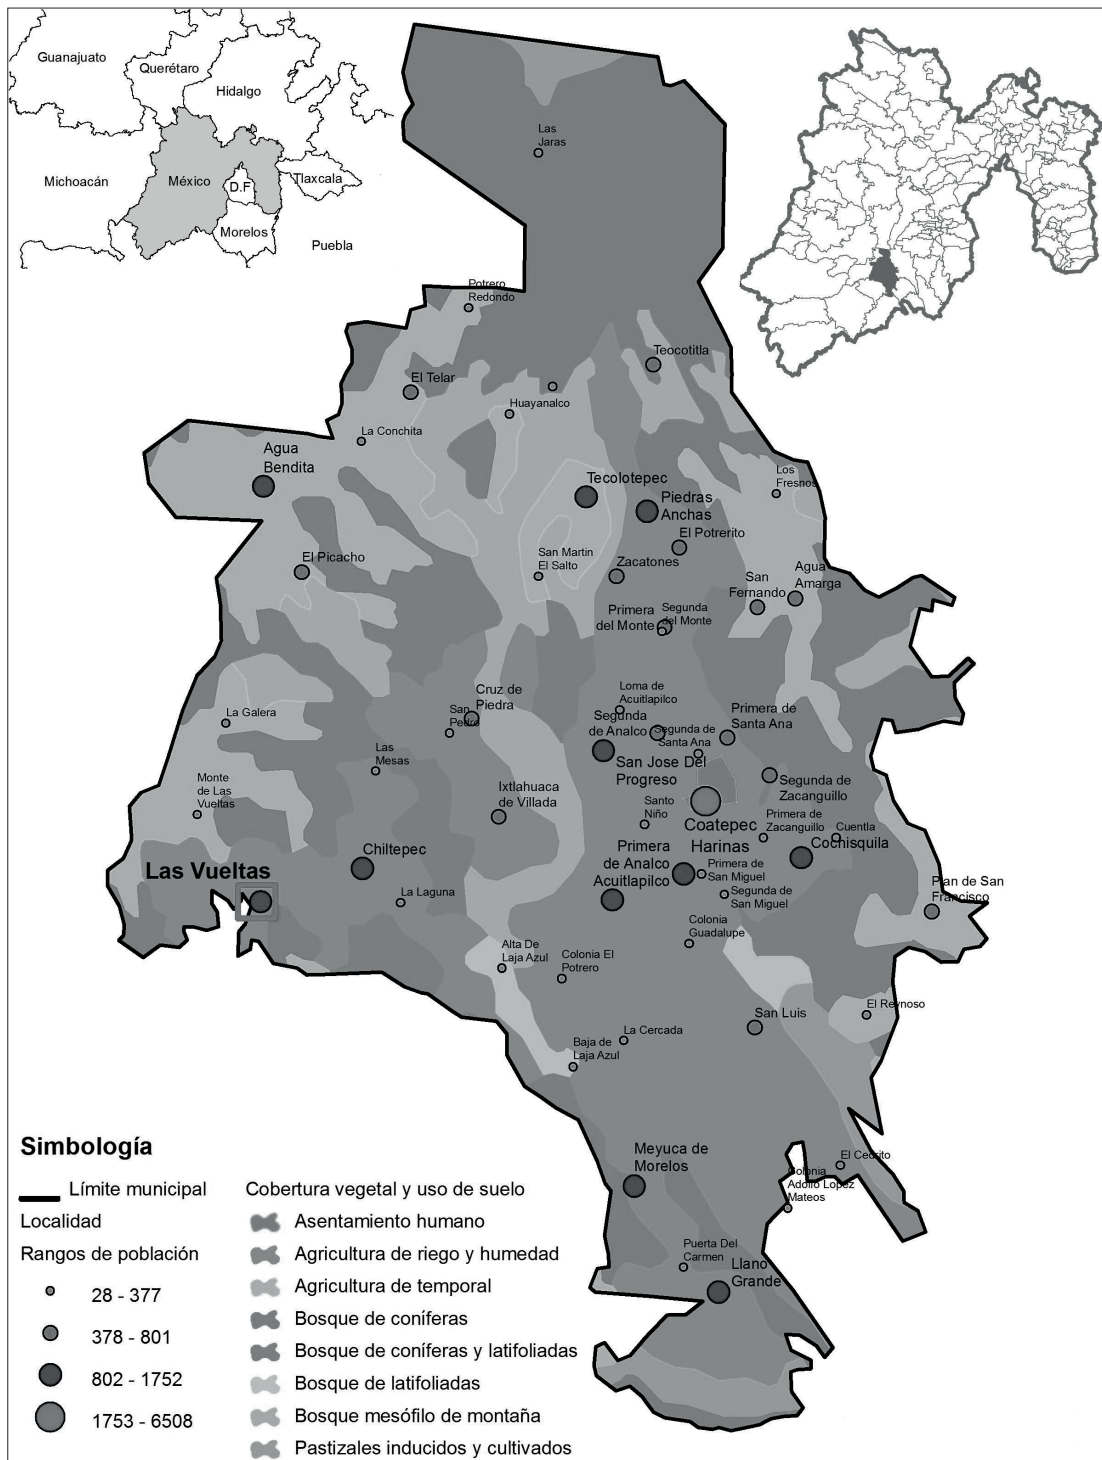 Guanajuato
Querétaro
Hidalgo
Michoacán
México
D.F
Tlaxcala
Morelos
Puebla
Las
Jaras
Potrero
Redondo
Teocotitla
El Telar
Huayanalco
La Conchita
Agua
Bendita
Los
Fresnos
Tecolotepec
Piedras
Anchas
El Potrerito
San Martin
El Salto
El Picacho
Zacatones
San
Fernando
Agua
Amarga
Primera
del Monte
Segunda
del Monte
Cruz de
Piedra
San
Pedro
Loma de
Acuitlapilco
Segunda
de Analco
Segunda de
Santa Ana
Primera de
Santa Ana
La Galera
Las
Mesas
San Jose Del
Progreso
Segunda de
Zacanguillo
Monte
de Las
Vueltas
Ixtlahuaca
de Villada
Santo
Niño
Coatepec
Harinas
Primera de
Zacanguillo
Cuentla
Cochisquila
Las Vueltas
Chiltepec
Primera
de Analco
Acuitlapilco
Primera de
San Miguel
Segunda de
San Miguel
La Laguna
Plan de San
Francisco
Colonia
Guadalupe
Alta De
Laja Azul
Colonia El
Potrero
El Reynoso
San Luis
La Cercada
Baja de
Laja Azul
Meyuca de
Morelos
El Cedrito
Colonia
Adolfo Lopez
Mateos
Puerta Del
Carmen
Llano
Grande
Simbología
Límite municipal
Localidad
Rangos de población
28 - 377
378 - 801
802 - 1752
1753 - 6508
Cobertura vegetal y uso de suelo
Asentamiento humano
Agricultura de riego y humedad
Agricultura de temporal
Bosque de coníferas
Bosque de coníferas y latifoliadas
Bosque de latifoliadas
Bosque mesófilo de montaña
Pastizales inducidos y cultivados